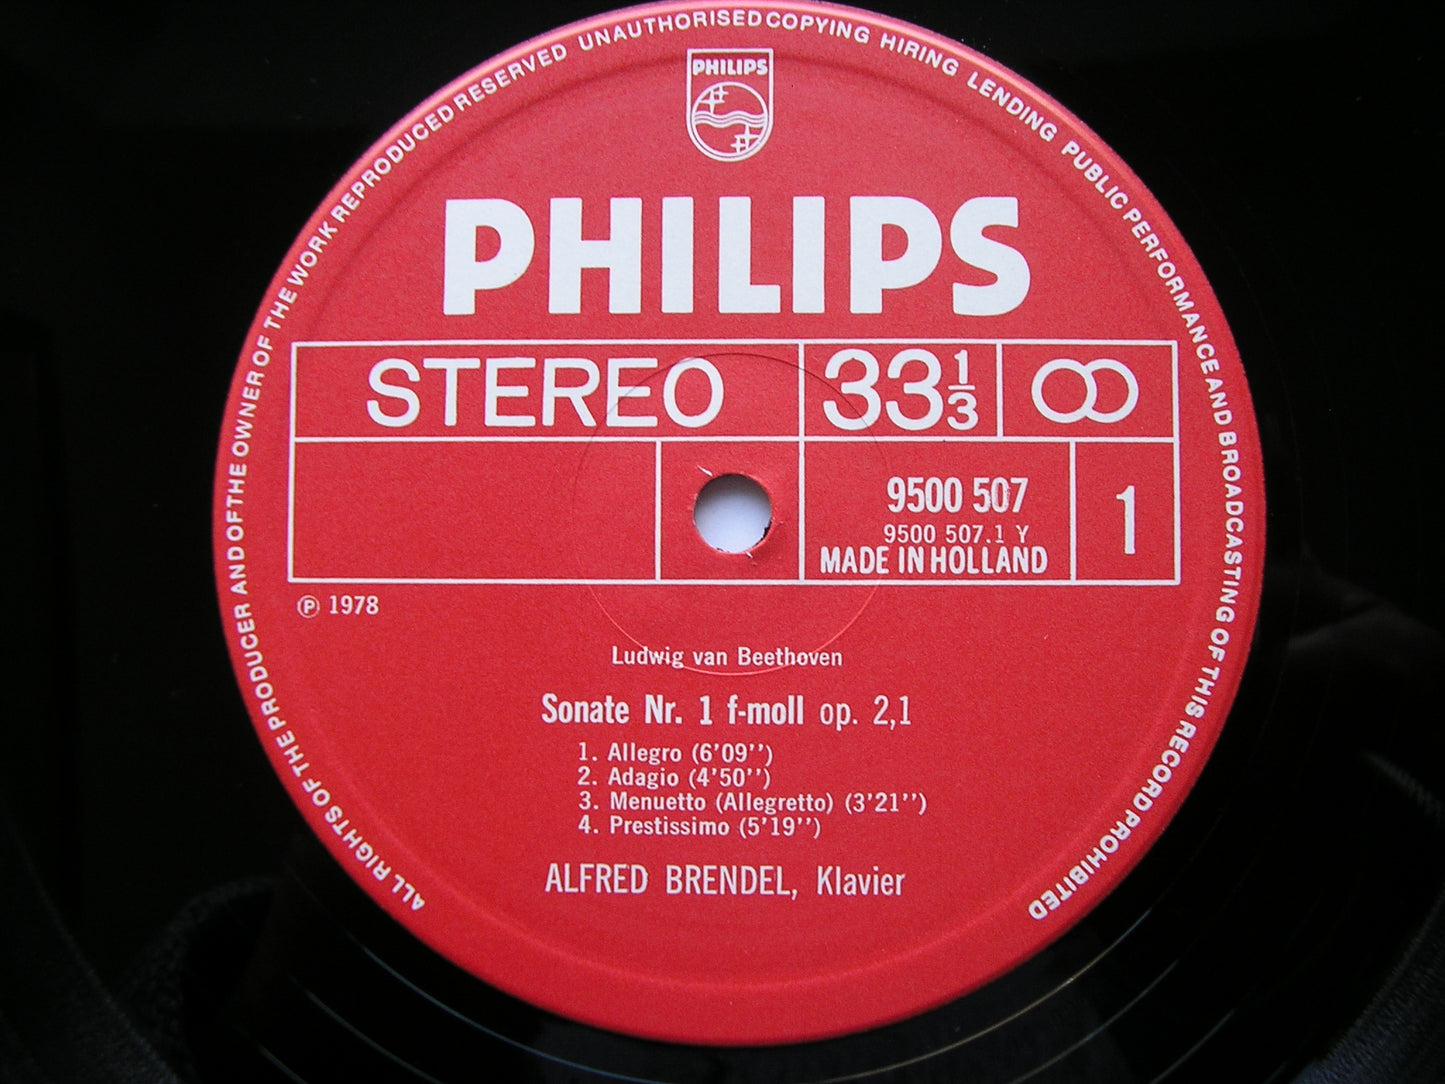 ALL RIGHTS OF THE PRODUCER AND OF THE OWNER OF THE WORK REPRODUCED RESERVED UNAUTHORISED COPYING HIRING LENDING PUBLIC PERFORMANCE AND BROADCASTING OF THIS RECORD PROHIBITED
PHILIPS
PHILIPS
STEREO 33 1/3
9500 507 1
9500 507.1 Y
MADE IN HOLLAND
℗ 1978
Ludwig van Beethoven
Sonate Nr. 1 f-moll op. 2,1
1. Allegro (6'09'')
2. Adagio (4'50'')
3. Menuetto (Allegretto) (3'21'')
4. Prestissimo (5'19'')
ALFRED BRENDEL, Klavier